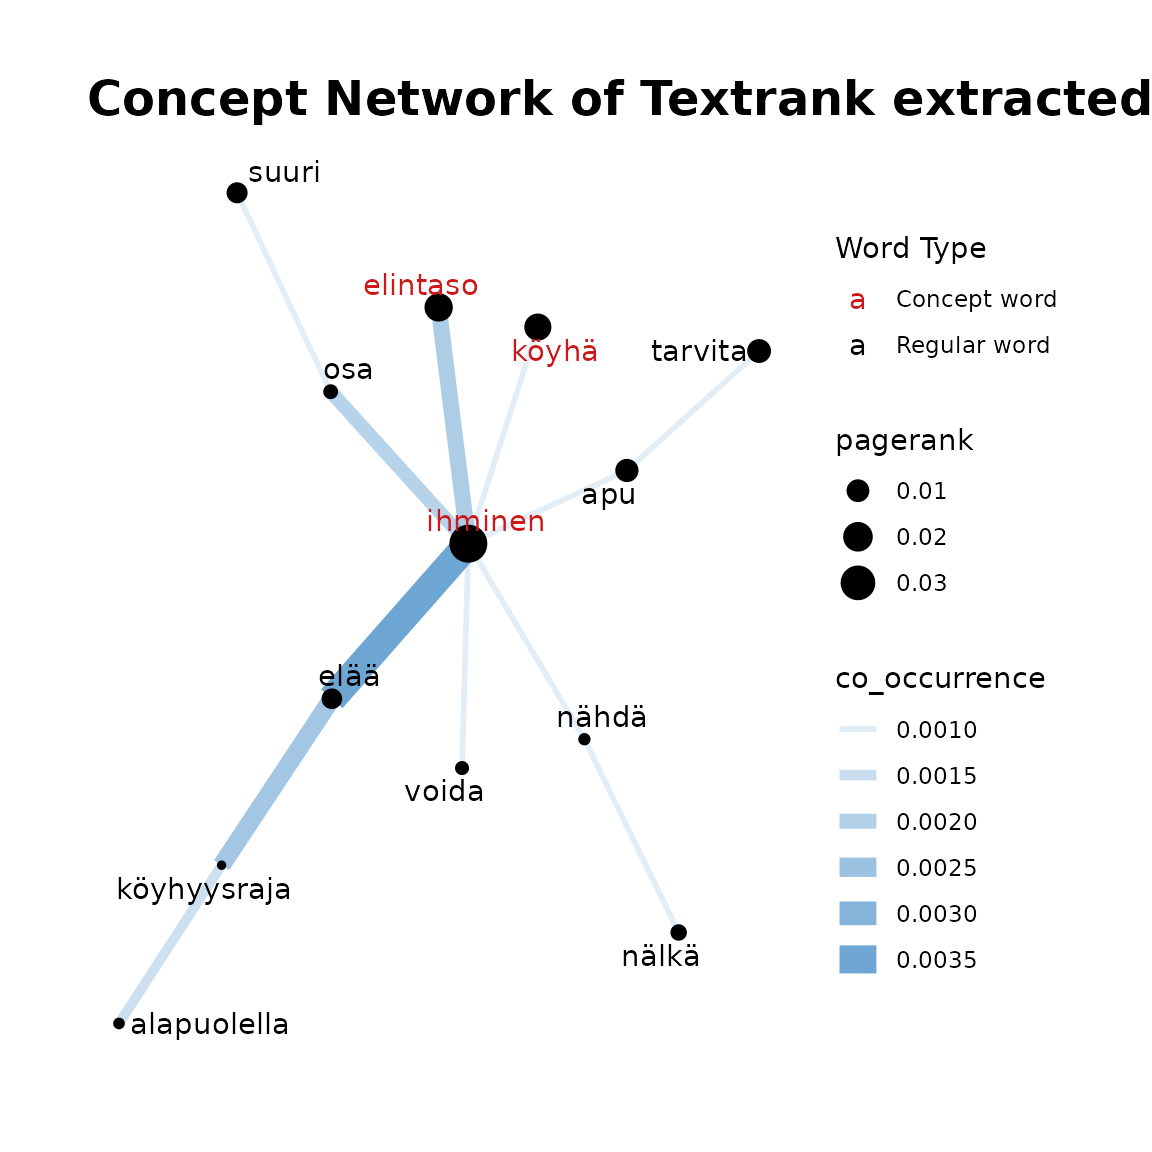 Concept Network of Textrank extracted
suuri
elintaso
köyhä
tarvita
osa
apu
ihminen
elää
nähdä
voida
köyhyysraja
nälkä
alapuolella
Word Type
a Concept word
a Regular word
pagerank
0.01
0.02
0.03
co_occurrence
0.0010
0.0015
0.0020
0.0025
0.0030
0.0035